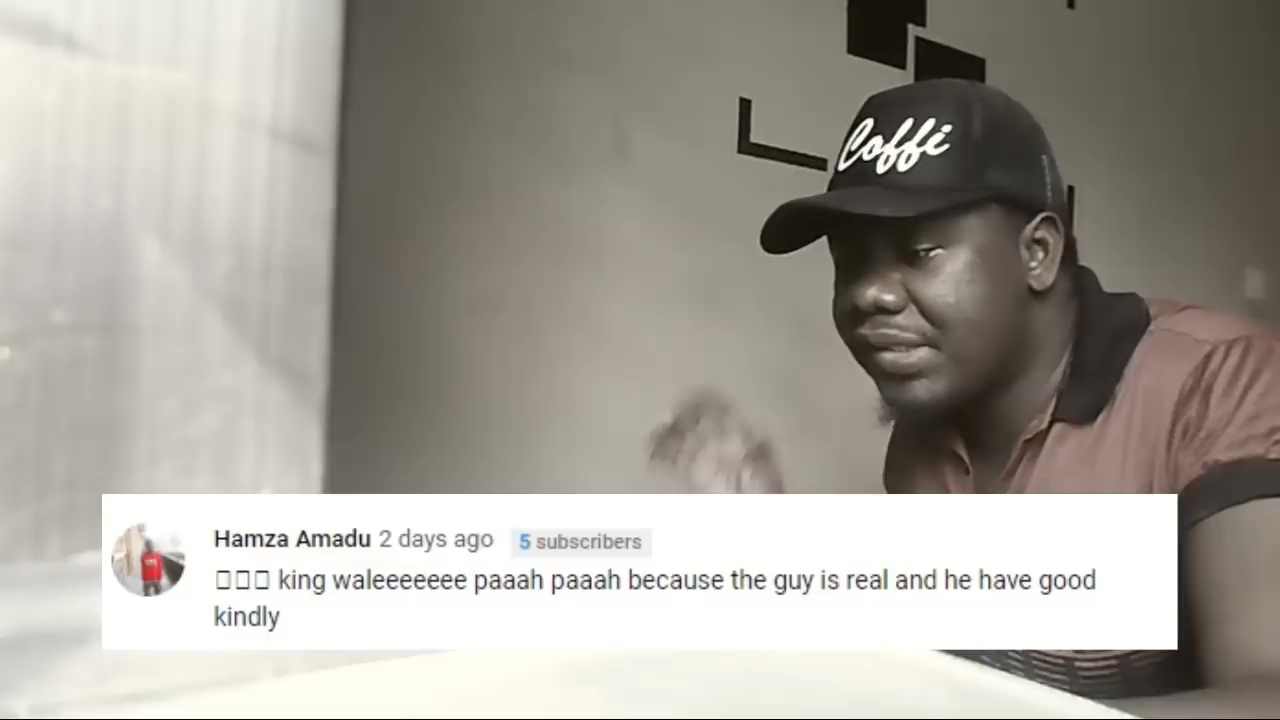 Coffi
Hamza Amadu 2 days ago 5 subscribers
□□□ king waleeeeeee paaah paaah because the guy is real and he have good
kindly